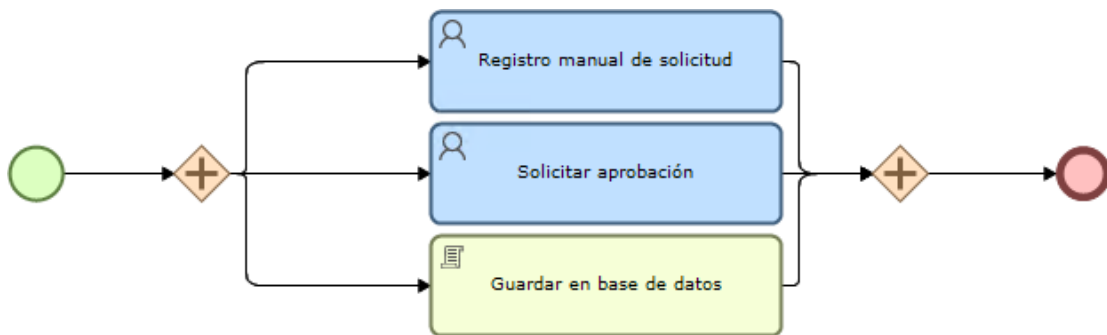 Registro manual de solicitud
Solicitar aprobación
Guardar en base de datos